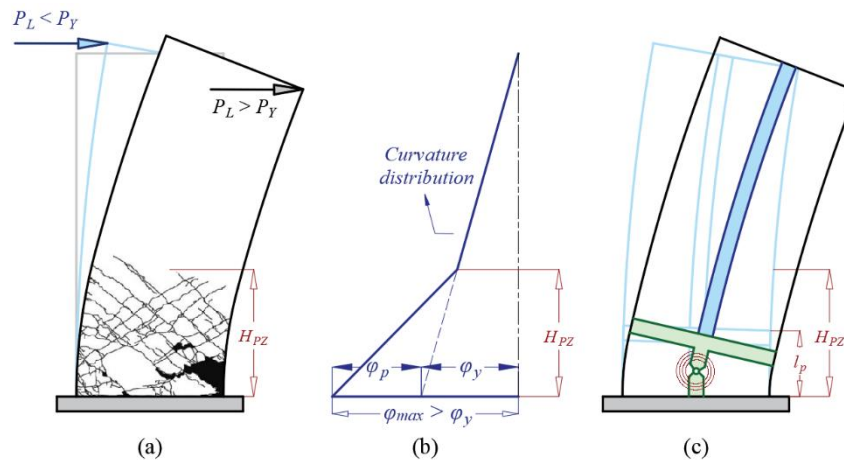 P_L < P_Y
P_L > P_Y
H_PZ
(a)
Curvature
distribution
H_PZ
φ_p
φ_y
φ_max > φ_y
(b)
H_PZ
l_p
(c)